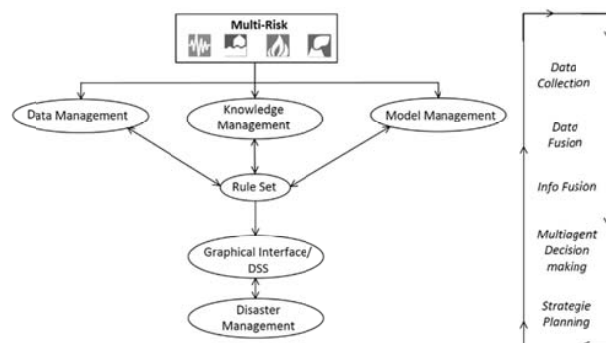 Multi-Risk
Data Management
Knowledge
Management
Model Management
Rule Set
Graphical Interface/
DSS
Disaster
Management
Data
Collection
Data
Fusion
Info Fusion
Multiagent
Decision
making
Strategie
Planning